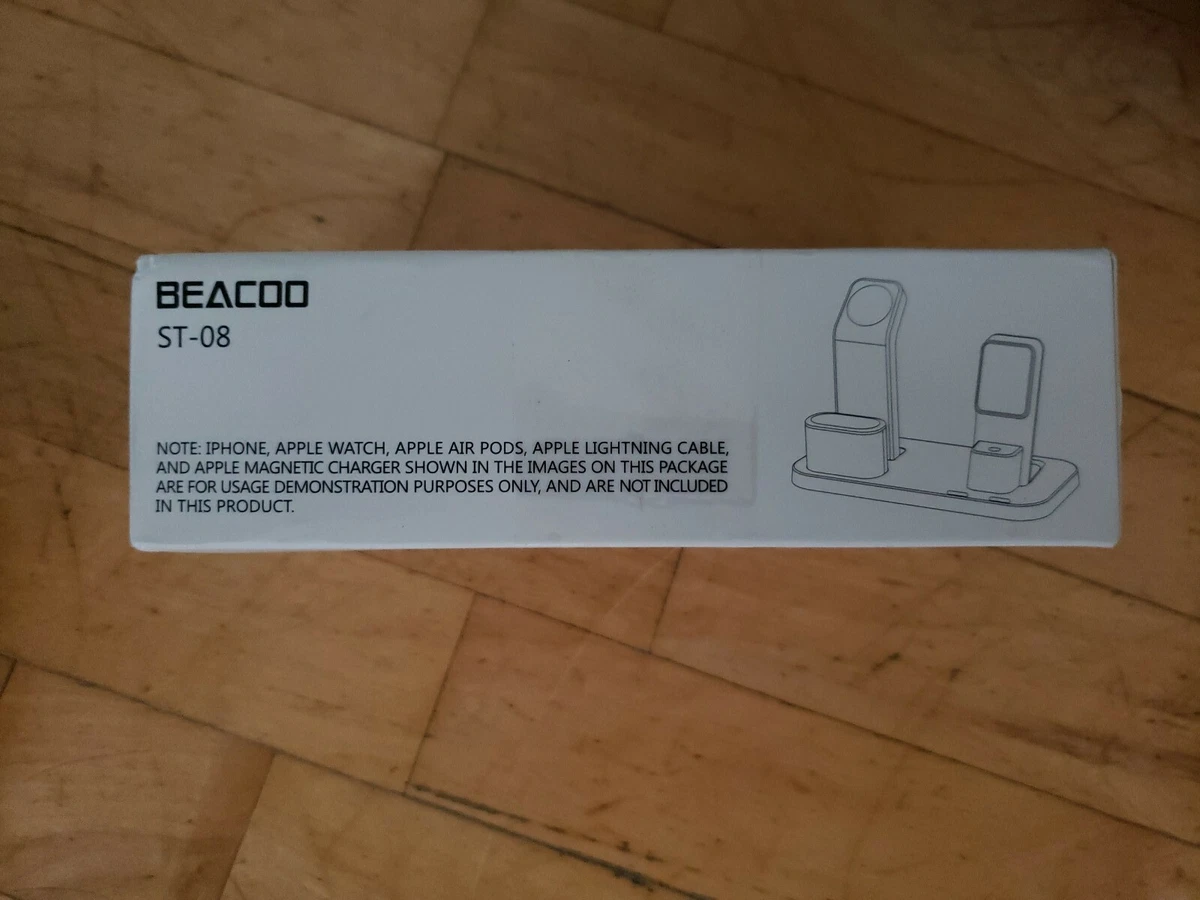 BEACOO
ST-08
NOTE: IPHONE, APPLE WATCH, APPLE AIR PODS, APPLE LIGHTNING CABLE,
AND APPLE MAGNETIC CHARGER SHOWN IN THE IMAGES ON THIS PACKAGE
ARE FOR USAGE DEMONSTRATION PURPOSES ONLY, AND ARE NOT INCLUDED
IN THIS PRODUCT.